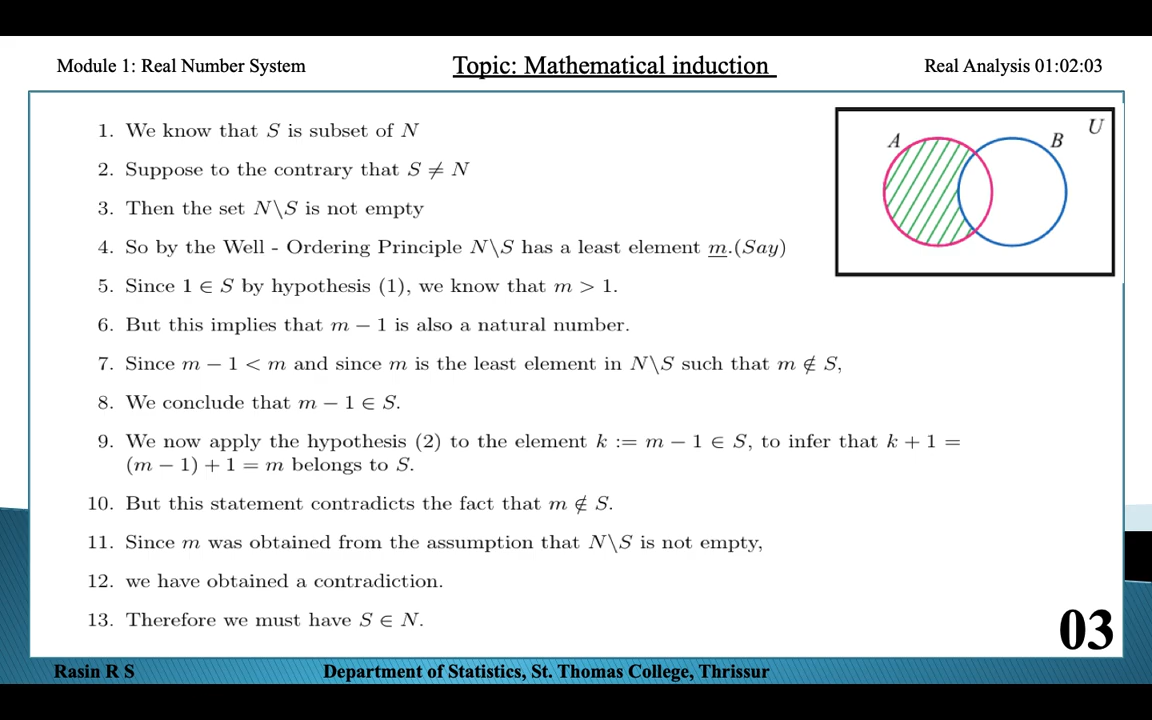 Module 1: Real Number System
Topic: Mathematical induction
Real Analysis 01:02:03
1. We know that S is subset of N
2. Suppose to the contrary that S ≠ N
3. Then the set N\S is not empty
4. So by the Well - Ordering Principle N\S has a least element m.(Say)
5. Since 1 ∈ S by hypothesis (1), we know that m > 1.
6. But this implies that m − 1 is also a natural number.
7. Since m − 1 < m and since m is the least element in N\S such that m ∉ S,
8. We conclude that m − 1 ∈ S.
9. We now apply the hypothesis (2) to the element k := m − 1 ∈ S, to infer that k + 1 =
(m − 1) + 1 = m belongs to S.
10. But this statement contradicts the fact that m ∉ S.
11. Since m was obtained from the assumption that N\S is not empty,
12. we have obtained a contradiction.
13. Therefore we must have S ∈ N.
A
B
U
03
Rasin R S
Department of Statistics, St. Thomas College, Thrissur